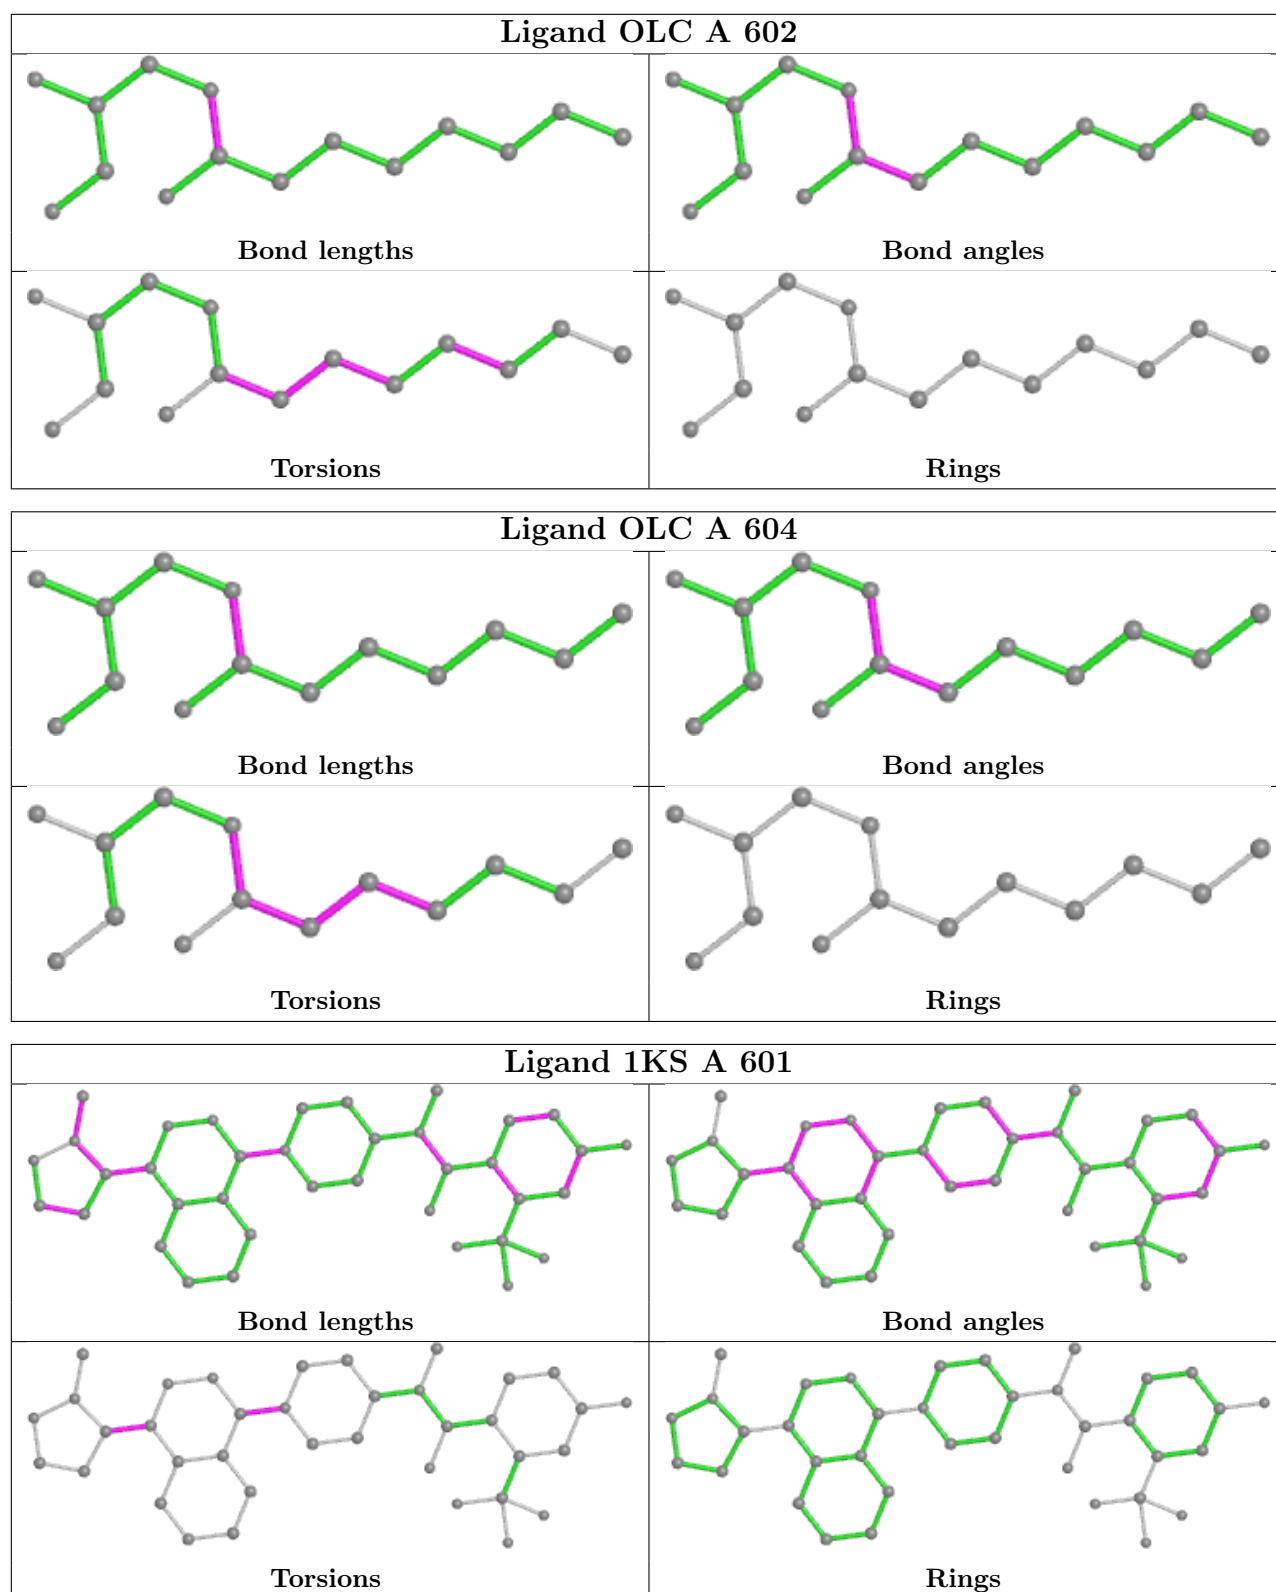 Ligand OLC A 602
Bond lengths
Bond angles
Torsions
Rings
Ligand OLC A 604
Bond lengths
Bond angles
Torsions
Rings
Ligand 1KS A 601
Bond lengths
Bond angles
Torsions
Rings